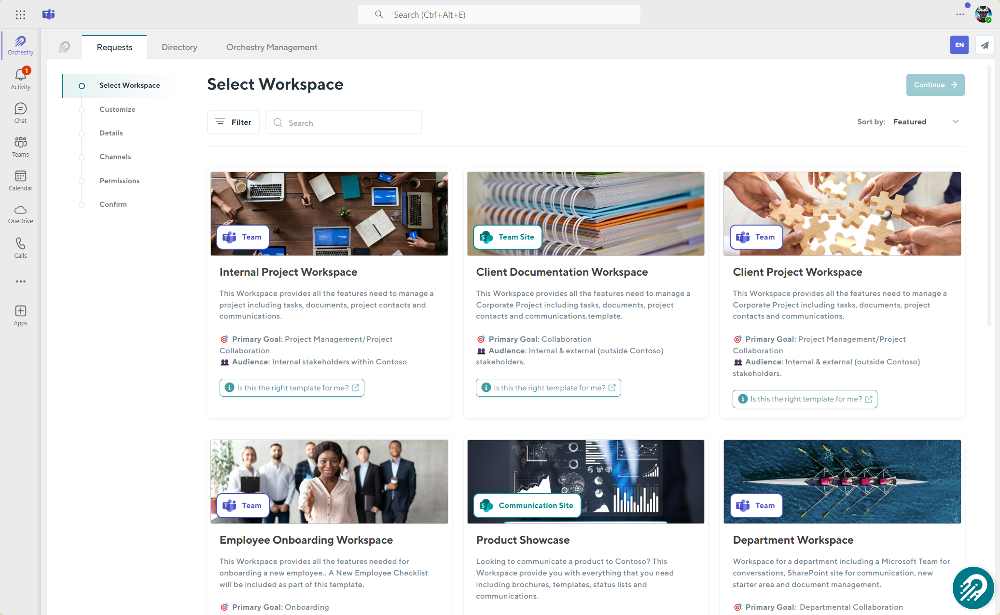 Search (Ctrl+Alt+E)
Orchestry
1
Activity
Chat
Teams
Calendar
OneDrive
Calls
Apps
Requests
Directory
Orchestry Management
EN
Select Workspace
Customize
Details
Channels
Permissions
Confirm
Select Workspace
Continue
Filter
Search
Sort by: Featured
Team
Internal Project Workspace
This Workspace provides all the features need to manage a
project including tasks, documents, project contacts and
communications.
Primary Goal: Project Management/Project
Collaboration
Audience: Internal stakeholders within Contoso
Is this the right template for me?
Team Site
Client Documentation Workspace
This Workspace provides all the features need to manage a
Corporate Project including tasks, documents, project
contacts and communications.template.
Primary Goal: Collaboration
Audience: Internal & external (outside Contoso)
stakeholders.
Is this the right template for me?
Team
Client Project Workspace
This Workspace provides all the features need to manage a
Corporate Project including tasks, documents, project
contacts and communications.
Primary Goal: Project Management/Project
Collaboration
Audience: Internal & external (outside Contoso)
stakeholders.
Is this the right template for me?
Team
Employee Onboarding Workspace
This Workspace provides all the features needed for
onboarding a new employee.. A New Employee Checklist
will be included as part of this template.
Primary Goal: Onboarding
Communication Site
Product Showcase
Looking to communicate a product to Contoso? This
Workspace provide you with everything that you need
including brochures, templates, status lists and
communications.
Team
Department Workspace
Workspace for a department including a Microsoft Team for
conversations, SharePoint site for communication, new
starter area and document management.
Primary Goal: Departmental Collaboration